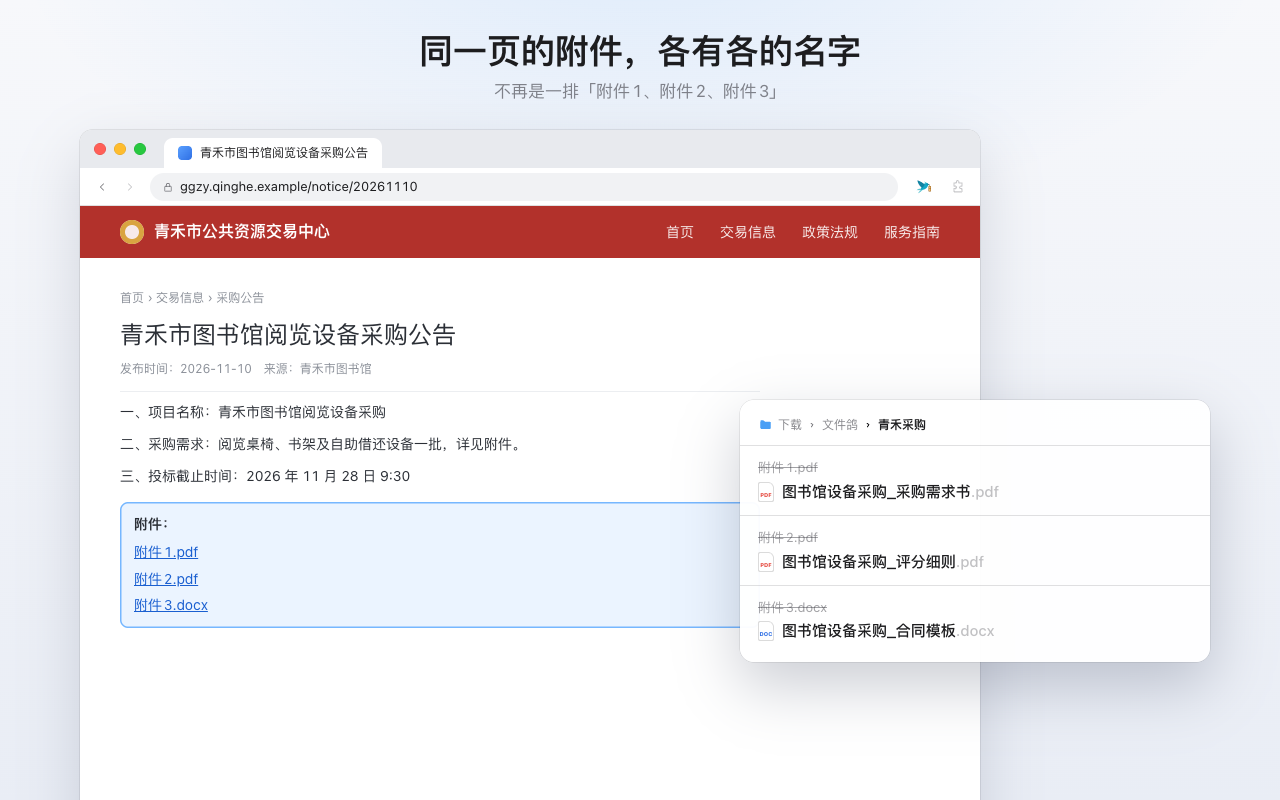 同一页的附件，各有各的名字
不再是一排「附件 1、附件 2、附件 3」
青禾市图书馆阅览设备采购公告
ggzy.qinghe.example/notice/20261110
青禾市公共资源交易中心
首页 交易信息 政策法规 服务指南
首页 › 交易信息 › 采购公告
青禾市图书馆阅览设备采购公告
发布时间：2026-11-10 来源：青禾市图书馆
一、项目名称：青禾市图书馆阅览设备采购
二、采购需求：阅览桌椅、书架及自助借还设备一批，详见附件。
三、投标截止时间：2026 年 11 月 28 日 9:30
附件：
附件 1.pdf
附件 2.pdf
附件 3.docx
下载 › 文件鸽 › 青禾采购
附件 1.pdf
PDF 图书馆设备采购_采购需求书.pdf
附件 2.pdf
PDF 图书馆设备采购_评分细则.pdf
附件 3.docx
DOC 图书馆设备采购_合同模板.docx